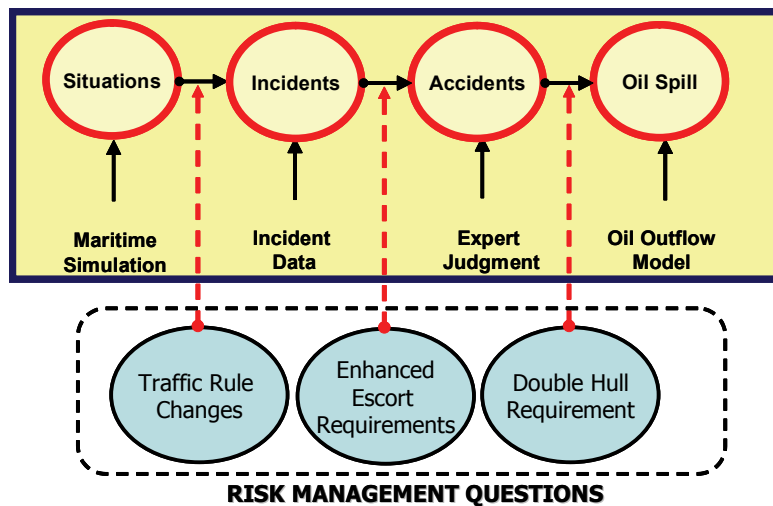 Situations
Incidents
Accidents
Oil Spill
Maritime
Simulation
Incident
Data
Expert
Judgment
Oil Outflow
Model
Traffic Rule
Changes
Enhanced
Escort
Requirements
Double Hull
Requirement
RISK MANAGEMENT QUESTIONS